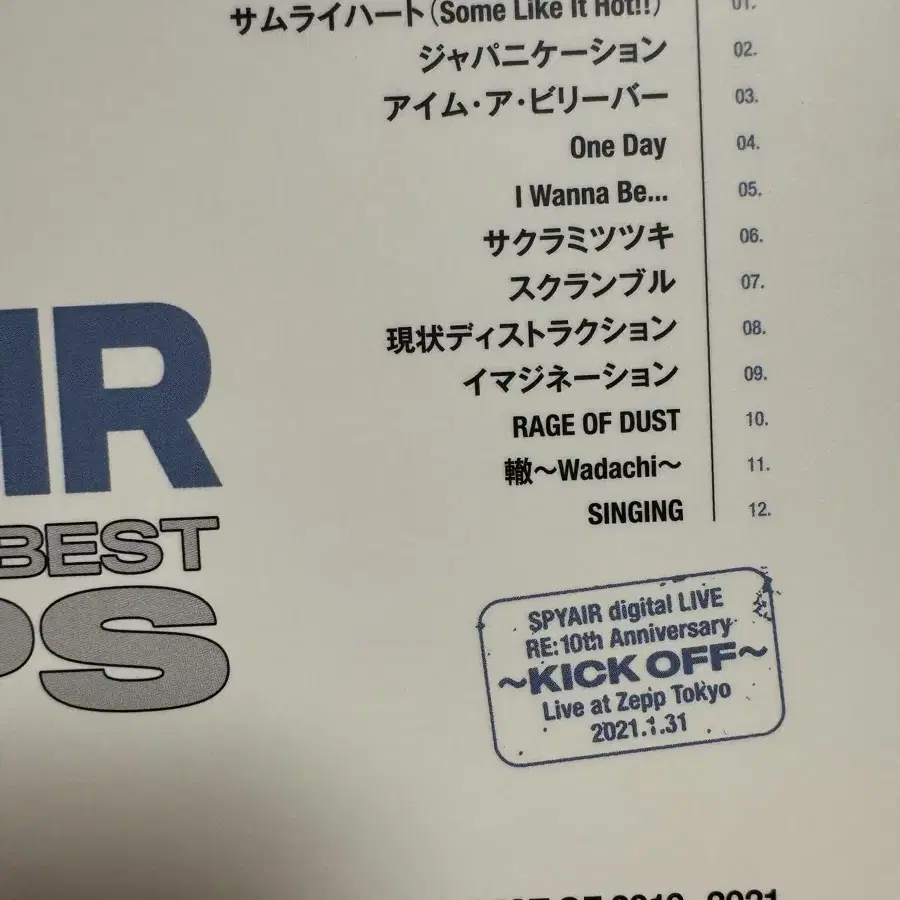 サムライハート(Some Like It Hot!!) 01.
ジャパニケーション 02.
アイム・ア・ビリーバー 03.
One Day 04.
I Wanna Be... 05.
サクラミツツキ 06.
スクランブル 07.
現状ディストラクション 08.
イマジネーション 09.
RAGE OF DUST 10.
轍〜Wadachi〜 11.
SINGING 12.
IR
BEST
PS
SPYAIR digital LIVE
RE:10th Anniversary
〜KICK OFF〜
Live at Zepp Tokyo
2021.1.31